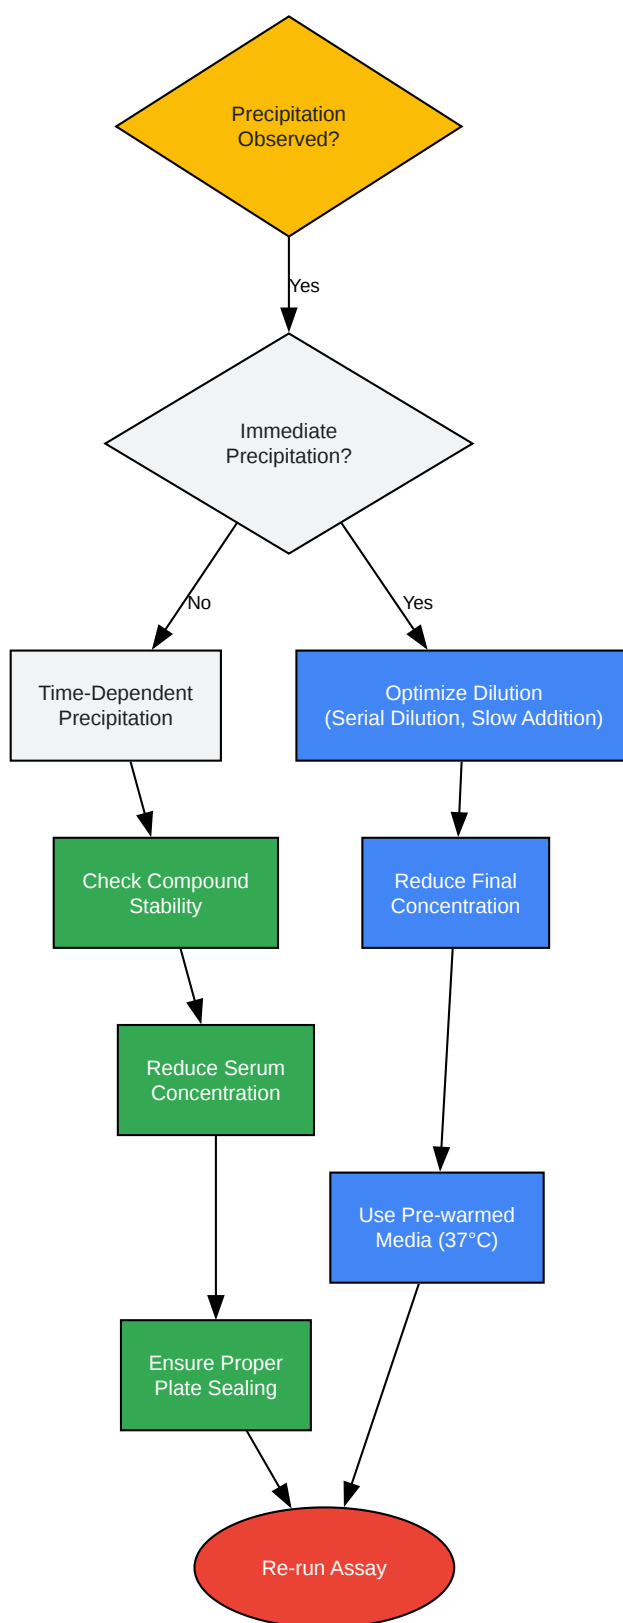 Precipitation
Observed?
Yes
Immediate
Precipitation?
No
Yes
Time-Dependent
Precipitation
Optimize Dilution
(Serial Dilution, Slow Addition)
Check Compound
Stability
Reduce Final
Concentration
Reduce Serum
Concentration
Use Pre-warmed
Media (37°C)
Ensure Proper
Plate Sealing
Re-run Assay